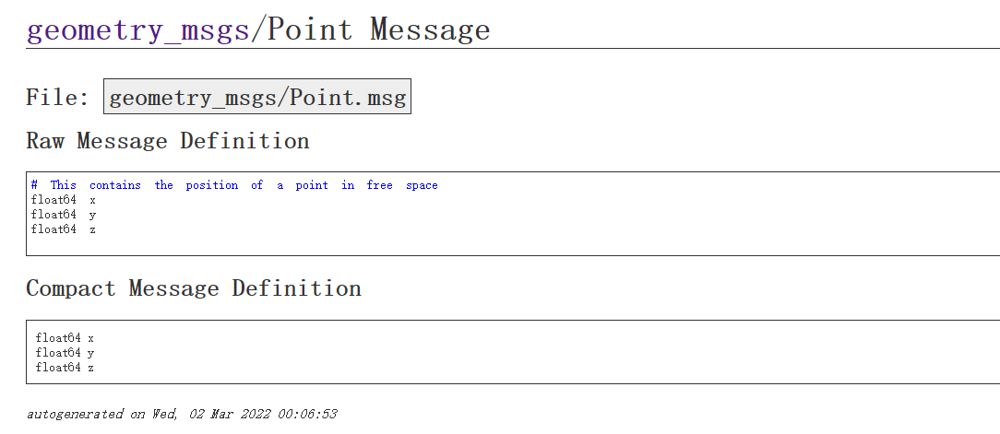 geometry_msgs/Point Message
File: geometry_msgs/Point.msg
Raw Message Definition
# This contains the position of a point in free space
float64 x
float64 y
float64 z
Compact Message Definition
float64 x
float64 y
float64 z
autogenerated on Wed, 02 Mar 2022 00:06:53